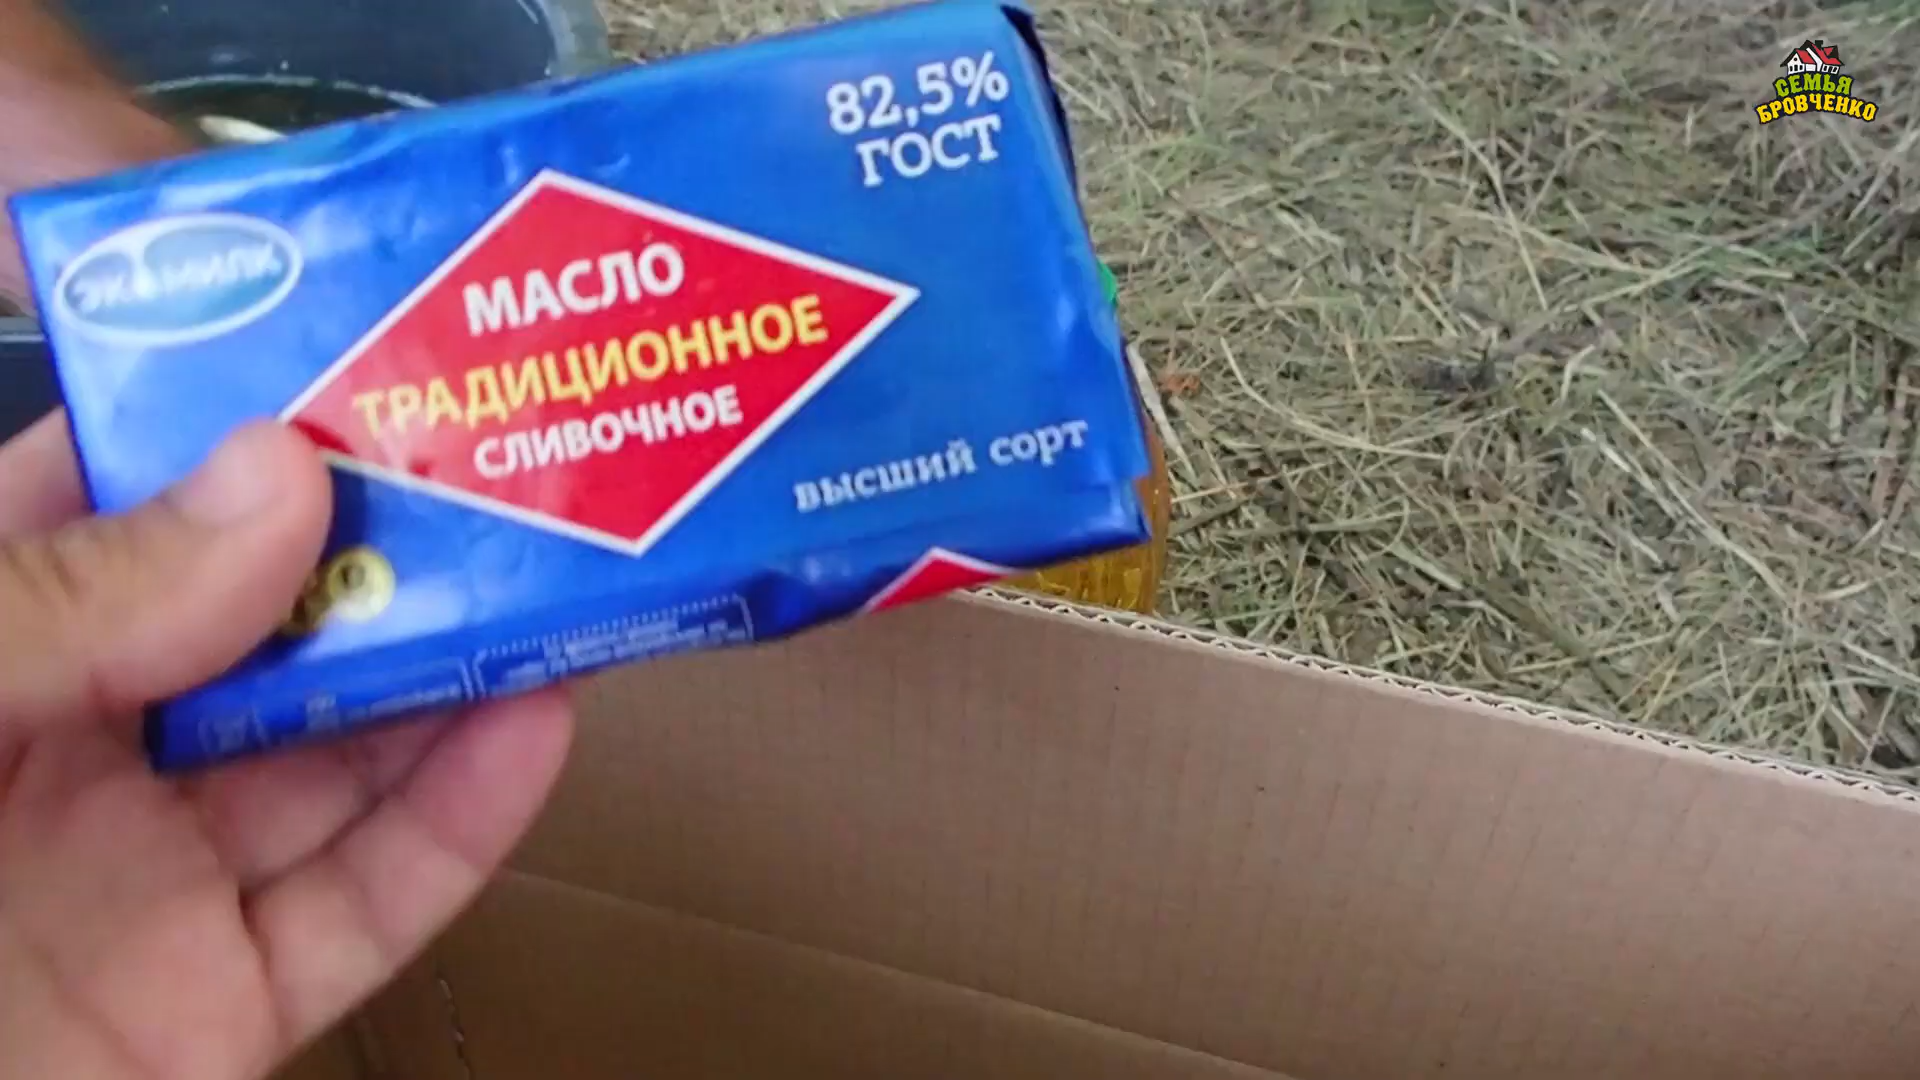 82,5%
ГОСТ
ЭКОМИЛК
МАСЛО
ТРАДИЦИОННОЕ
СЛИВОЧНОЕ
высший сорт
СЕМЬЯ
БРОВЧЕНКО